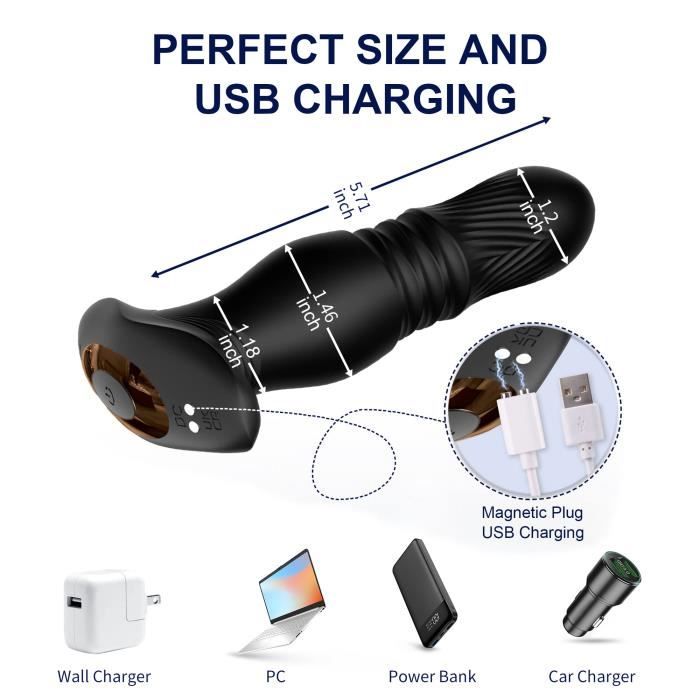 PERFECT SIZE AND
USB CHARGING
5.71
inch
1.2
inch
1.46
inch
1.18
inch
Magnetic Plug
USB Charging
Wall Charger
PC
Power Bank
Car Charger